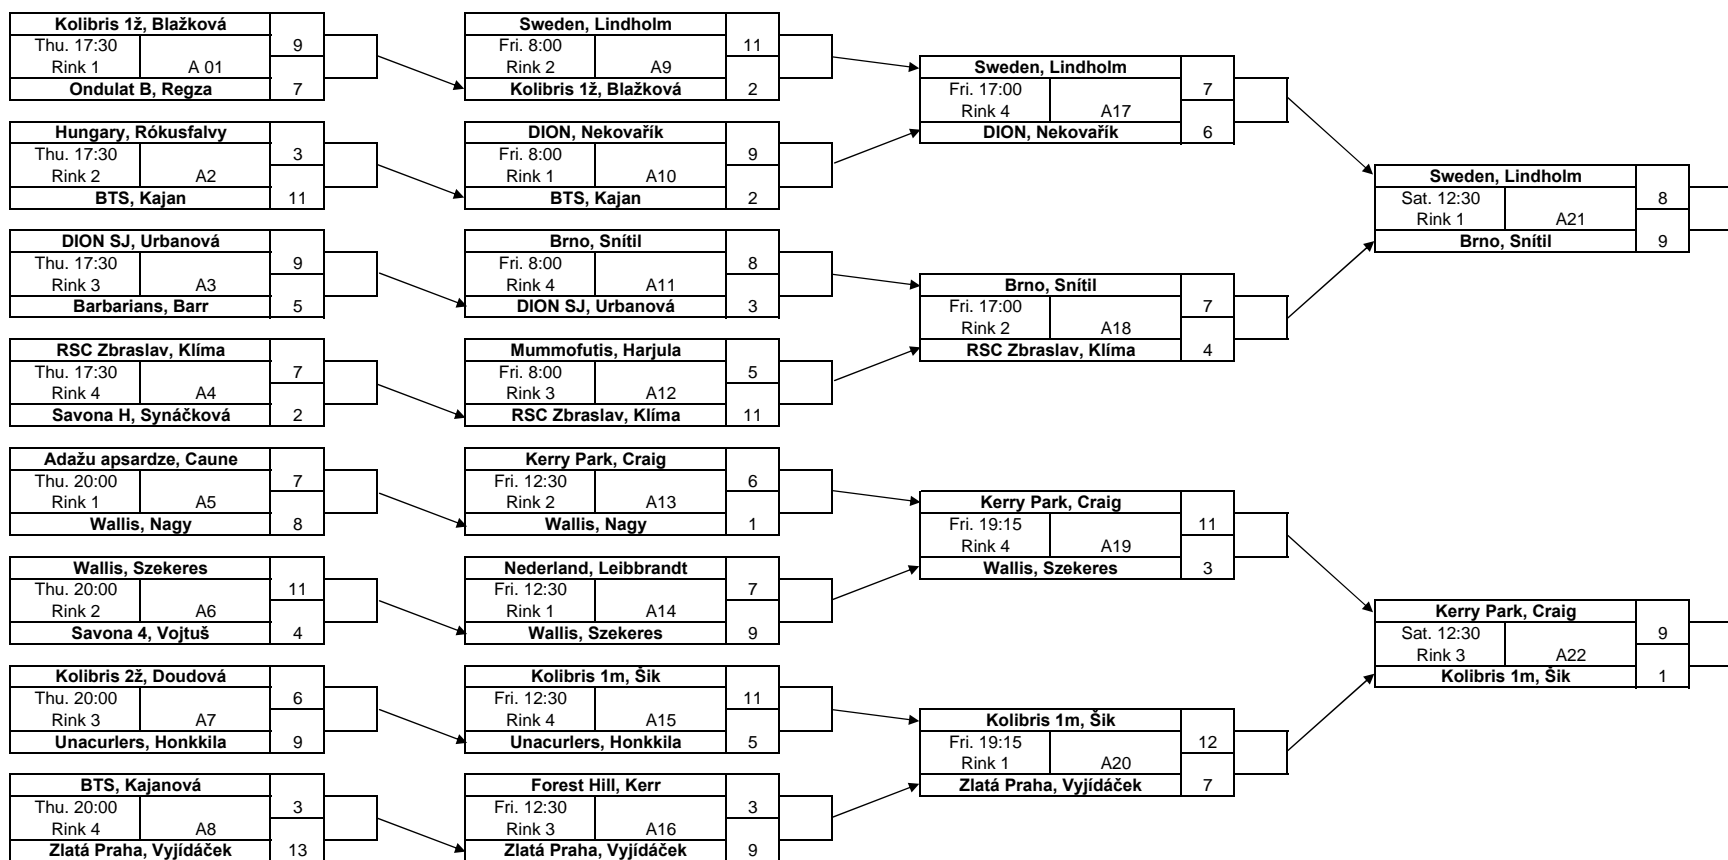 Kolibris 1ž, Blažková
Thu. 17:30
9
Rink 1
A 01
Ondulat B, Regza
7
Hungary, Rókusfalvy
Thu. 17:30
3
Rink 2
A2
BTS, Kajan
11
DION SJ, Urbanová
Thu. 17:30
9
Rink 3
A3
Barbarians, Barr
5
RSC Zbraslav, Klíma
Thu. 17:30
7
Rink 4
A4
Savona H, Synáčková
2
Adažu apsardze, Caune
Thu. 20:00
7
Rink 1
A5
Wallis, Nagy
8
Wallis, Szekeres
Thu. 20:00
11
Rink 2
A6
Savona 4, Vojtuš
4
Kolibris 2ž, Doudová
Thu. 20:00
6
Rink 3
A7
Unacurlers, Honkkila
9
BTS, Kajanová
Thu. 20:00
3
Rink 4
A8
Zlatá Praha, Vyjídáček
13
Sweden, Lindholm
Fri. 8:00
11
Rink 2
A9
Kolibris 1ž, Blažková
2
DION, Nekovařík
Fri. 8:00
9
Rink 1
A10
BTS, Kajan
2
Brno, Snítil
Fri. 8:00
8
Rink 4
A11
DION SJ, Urbanová
3
Mummofutis, Harjula
Fri. 8:00
5
Rink 3
A12
RSC Zbraslav, Klíma
11
Kerry Park, Craig
Fri. 12:30
6
Rink 2
A13
Wallis, Nagy
1
Nederland, Leibbrandt
Fri. 12:30
7
Rink 1
A14
Wallis, Szekeres
9
Kolibris 1m, Šik
Fri. 12:30
11
Rink 4
A15
Unacurlers, Honkkila
5
Forest Hill, Kerr
Fri. 12:30
3
Rink 3
A16
Zlatá Praha, Vyjídáček
9
Sweden, Lindholm
Fri. 17:00
7
Rink 4
A17
DION, Nekovařík
6
Brno, Snítil
Fri. 17:00
7
Rink 2
A18
RSC Zbraslav, Klíma
4
Kerry Park, Craig
Fri. 19:15
11
Rink 4
A19
Wallis, Szekeres
3
Kolibris 1m, Šik
Fri. 19:15
12
Rink 1
A20
Zlatá Praha, Vyjídáček
7
Sweden, Lindholm
Sat. 12:30
8
Rink 1
A21
Brno, Snítil
9
Kerry Park, Craig
Sat. 12:30
9
Rink 3
A22
Kolibris 1m, Šik
1